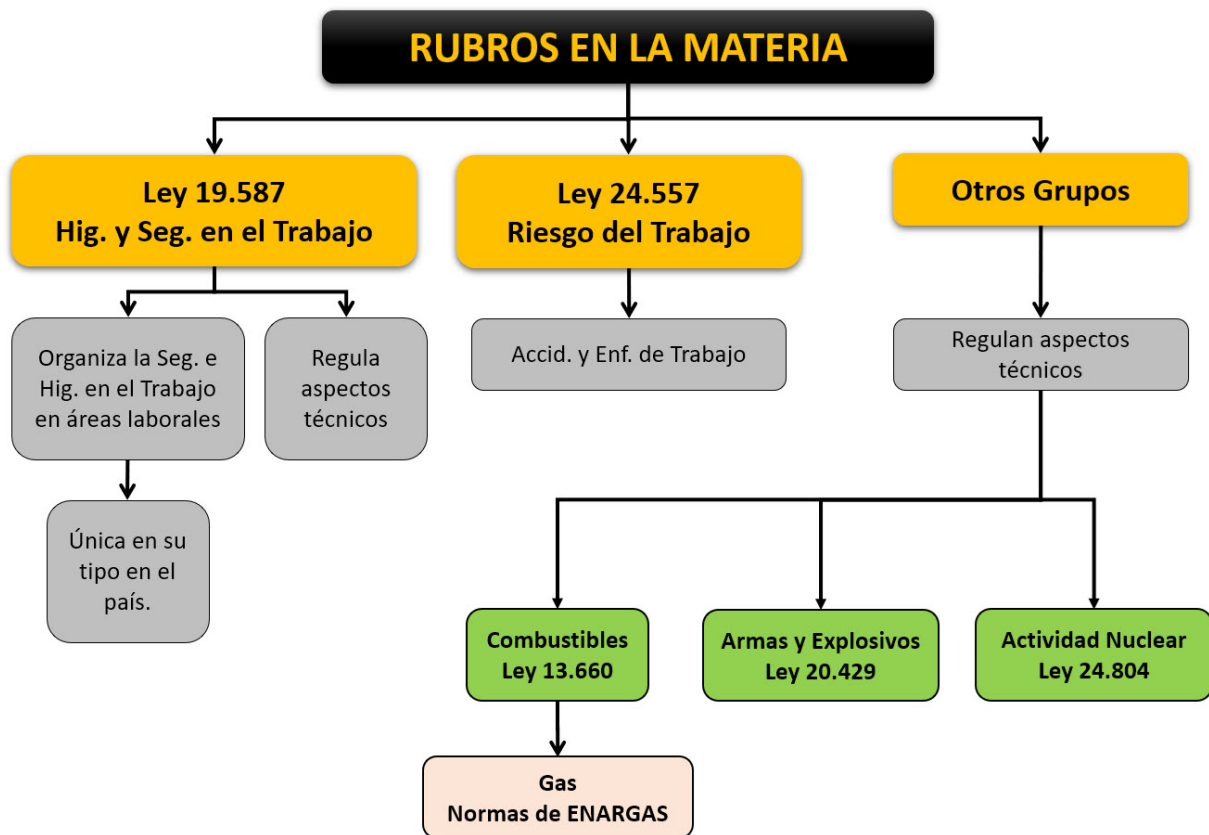 RUBROS EN LA MATERIA
Ley 19.587
Hig. y Seg. en el Trabajo
Ley 24.557
Riesgo del Trabajo
Otros Grupos
Organiza la Seg. e
Hig. en el Trabajo
en áreas laborales
Regula
aspectos
técnicos
Accid. y Enf. de Trabajo
Regulan aspectos
técnicos
Única en su
tipo en el
país.
Combustibles
Ley 13.660
Armas y Explosivos
Ley 20.429
Actividad Nuclear
Ley 24.804
Gas
Normas de ENARGAS